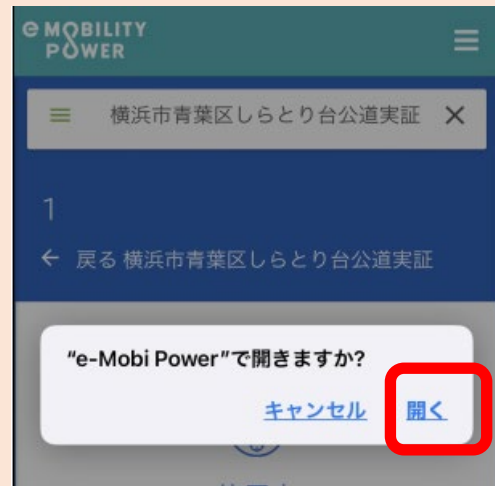 e MOBILITY
POWER
横浜市青葉区しらとり台公道実証
1
戻る 横浜市青葉区しらとり台公道実証
“e-Mobi Power”で開きますか?
キャンセル 開く